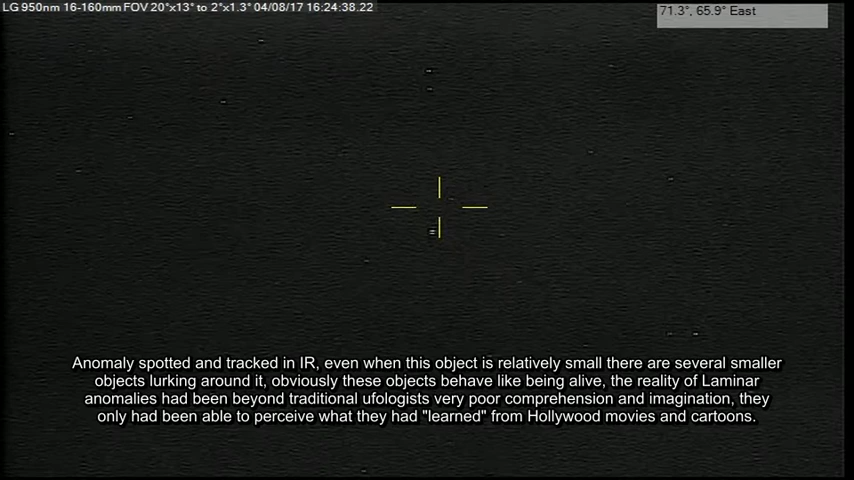 LG 950nm 16-160mm FOV 20°x13° to 2°x1.3° 04/08/17 16:24:38.22
71.3°, 65.9° East
Anomaly spotted and tracked in IR, even when this object is relatively small there are several smaller
objects lurking around it, obviously these objects behave like being alive, the reality of Laminar
anomalies had been beyond traditional ufologists very poor comprehension and imagination, they
only had been able to perceive what they had "learned" from Hollywood movies and cartoons.